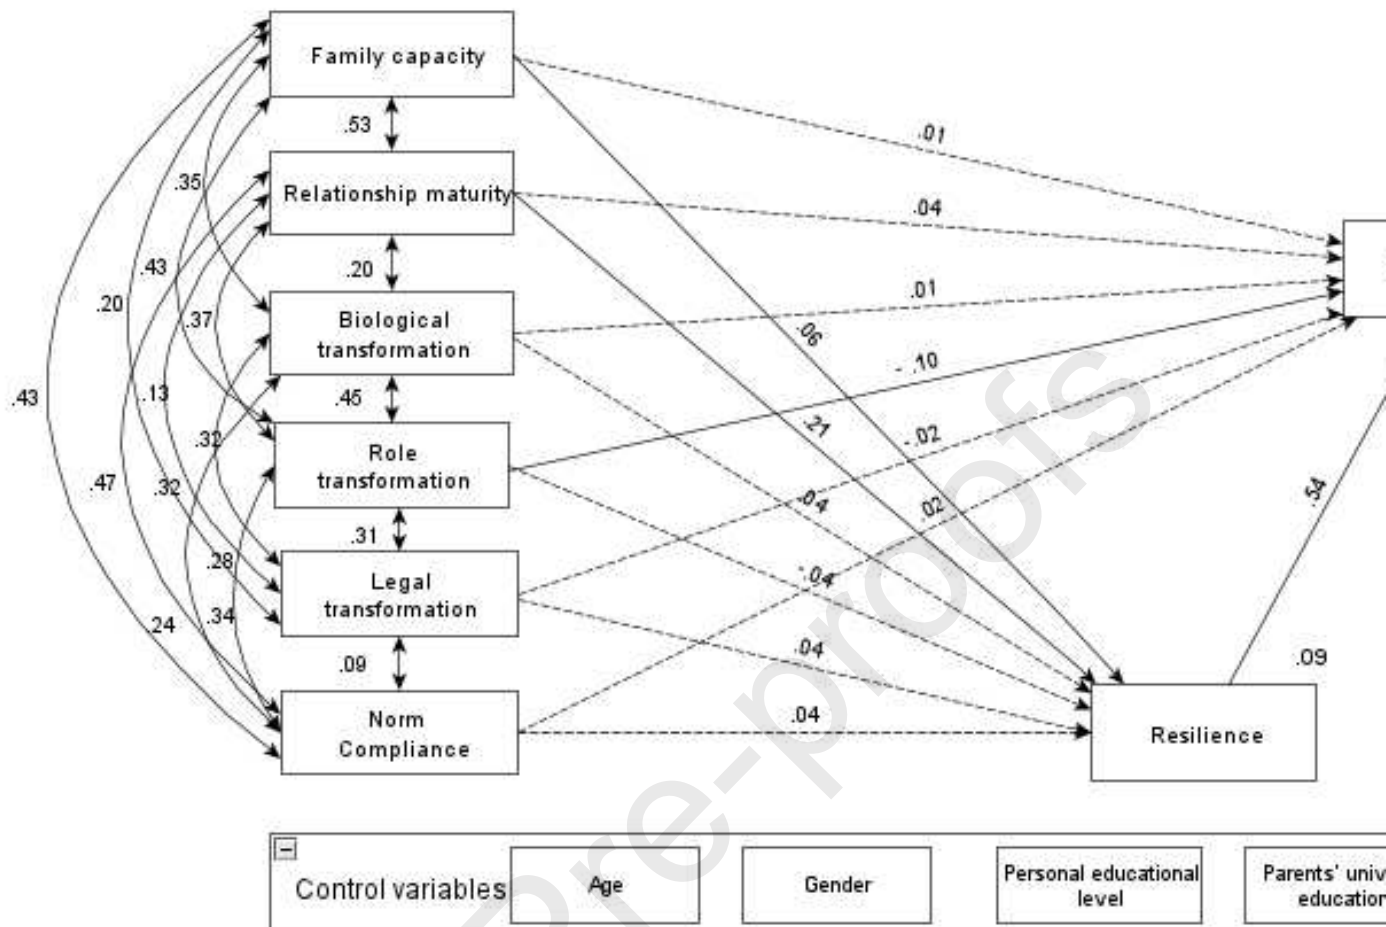 Family capacity
.53
.01
Relationship maturity
.35
.04
.20
.43
.20
.37
.01
Biological
transformation
.06
- .10
.45
.43
.13
.32
.21
-.02
Role
transformation
.47
.32
.04
.02
.54
.31
.28
-.04
Legal
transformation
.34
.24
.04
.09
.09
Norm
Compliance
.04
Resilience
Control variables
Age
Gender
Personal educational
level
Parents' univ
education
Pre-proofs